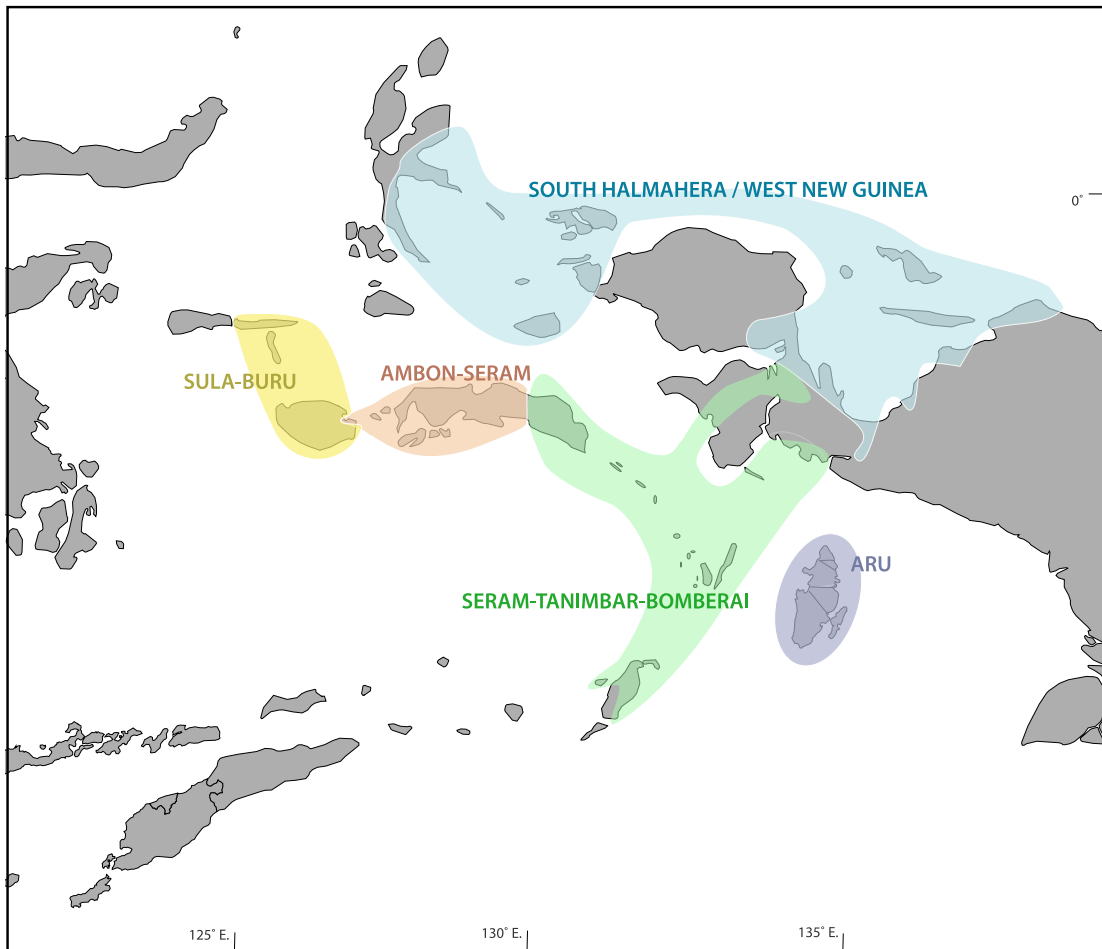 SOUTH HALMAHERA / WEST NEW GUINEA
0°
SULA-BURU
AMBON-SERAM
ARU
SERAM-TANIMBAR-BOMBERAI
125° E.
130° E.
135° E.